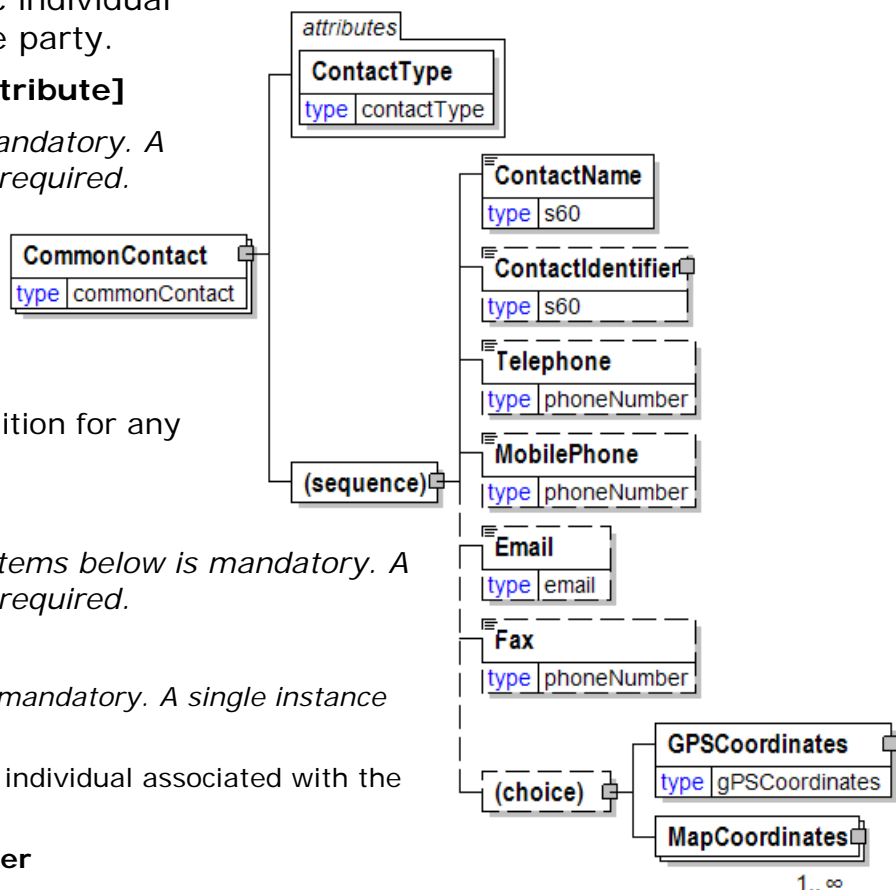 c individual
e party.
tribute]
andatory. A
required.
ition for any
tems below is mandatory. A
required.
mandatory. A single instance
individual associated with the
er
attributes
ContactType
type contactType
CommonContact
type commonContact
(sequence)
ContactName
type s60
ContactIdentifier
type s60
Telephone
type phoneNumber
MobilePhone
type phoneNumber
Email
type email
Fax
type phoneNumber
(choice)
GPSCoordinates
type gPSCoordinates
MapCoordinates
1..∞